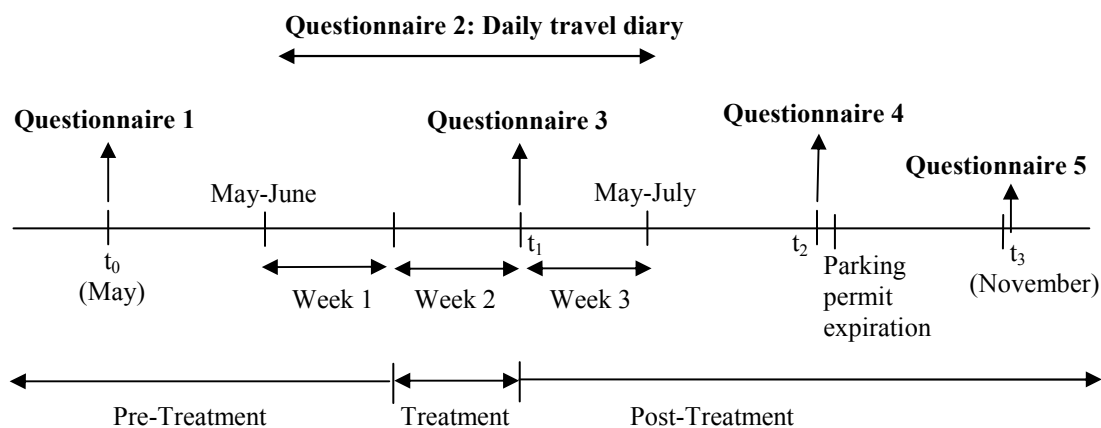 Questionnaire 2: Daily travel diary
Questionnaire 1
Questionnaire 3
Questionnaire 4
Questionnaire 5
May-June
May-July
t0
(May)
t1
t2
Parking
permit
expiration
t3
(November)
Week 1
Week 2
Week 3
Pre-Treatment
Treatment
Post-Treatment